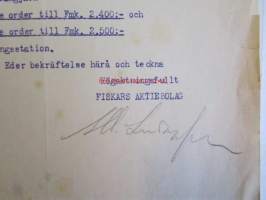 e order till Fmk. 2.400:- och
e order till Fmk. 2.500:-
ngsstation.
Eder bekräftelse härå och teckna
Högaktningsfullt
FISKARS AKTIEBOLAG